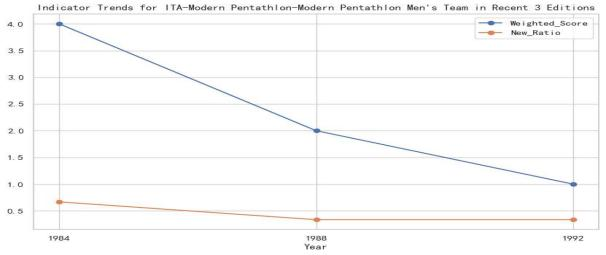 Indicator Trends for ITA-Modern Pentathlon-Modern Pentathlon Men's Team in Recent 3 Editions
Weighted_Score
New_Ratio
4.0
3.5
3.0
2.5
2.0
1.5
1.0
0.5
1984 1988 1992
Year